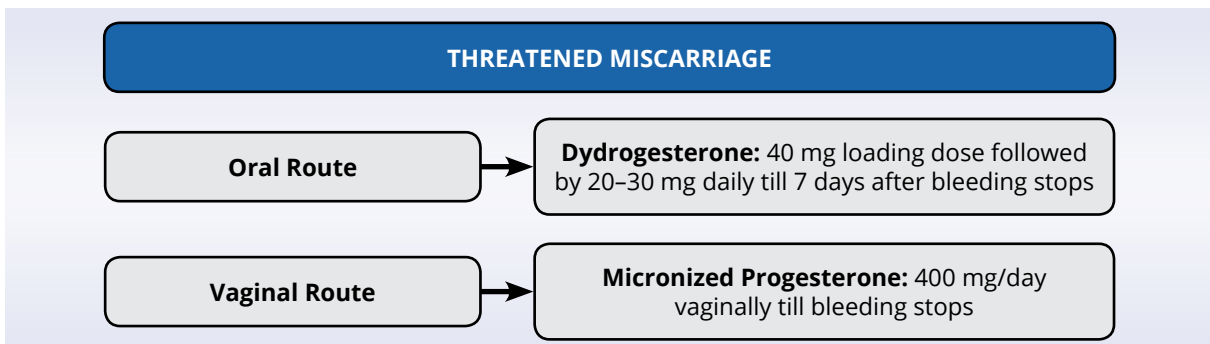 THREATENED MISCARRIAGE
Oral Route
Dydrogesterone: 40 mg loading dose followed
by 20–30 mg daily till 7 days after bleeding stops
Vaginal Route
Micronized Progesterone: 400 mg/day
vaginally till bleeding stops